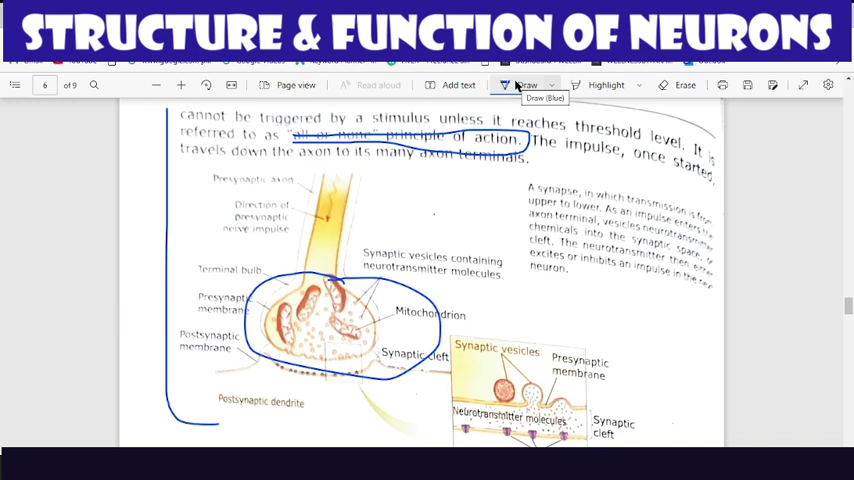 STRUCTURE & FUNCTION OF NEURONS
6 of 9
Page view
Read aloud
Add text
Draw
Highlight
Erase
Draw (Blue)
cannot be triggered by a stimulus unless it reaches threshold level. It is
referred to as "all or none" principle of action. The impulse, once started,
travels down the axon to its many axon terminals.
Presynaptic axon
Direction of
presynaptic
nerve impulse
A synapse, in which transmission is from
upper to lower. As an impulse enters the
axon terminal, vesicles neurotransmitter
chemicals into the synaptic space, or
cleft. The neurotransmitter then either
excites or inhibits an impulse in the
neuron.
Synaptic vesicles containing
neurotransmitter molecules
Terminal bulb
Presynaptic
membrane
Mitochondrion
Postsynaptic
membrane
Synaptic cleft
Postsynaptic dendrite
Synaptic vesicles
Presynaptic
membrane
Neurotransmitter molecules
Synaptic
cleft